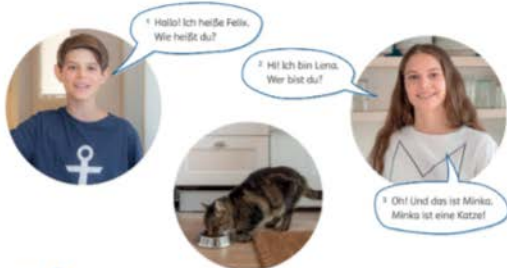 1 Hallo! Ich heiße Felix.
Wie heißt du?
2 Hi! Ich bin Lena.
Wer bist du?
3 Oh! Und das ist Minka.
Minka ist eine Katze!